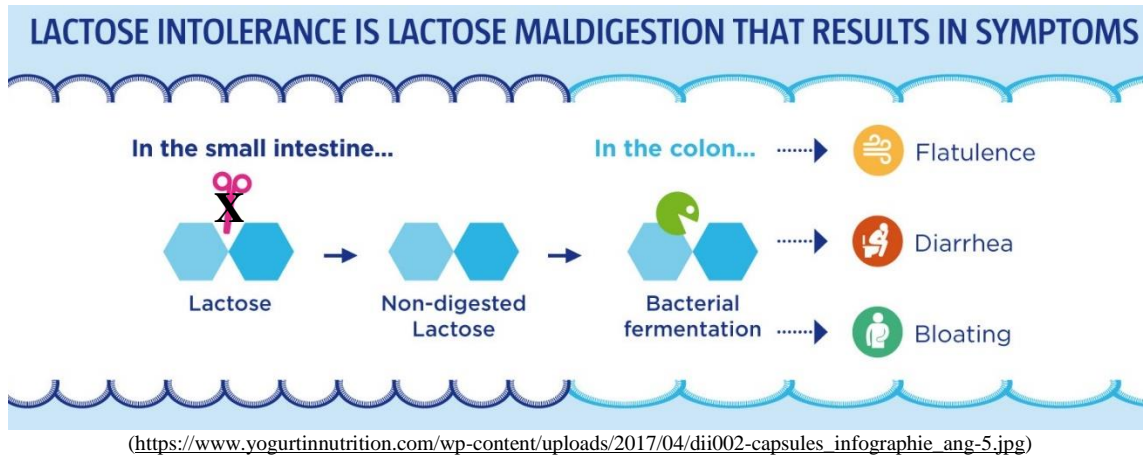 LACTOSE INTOLERANCE IS LACTOSE MALDIGESTION THAT RESULTS IN SYMPTOMS
In the small intestine...
X
Lactose
Non-digested
Lactose
In the colon...
Bacterial
fermentation
Flatulence
Diarrhea
Bloating
(https://www.yogurtinnutrition.com/wp-content/uploads/2017/04/dii002-capsules_infographie_ang-5.jpg)